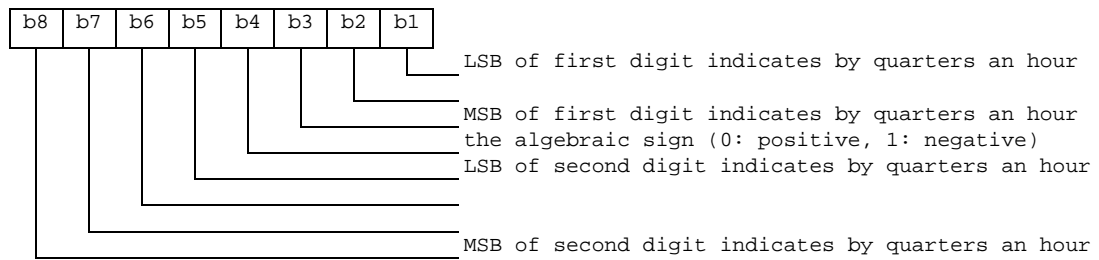 b8 b7 b6 b5 b4 b3 b2 b1
LSB of first digit indicates by quarters an hour
MSB of first digit indicates by quarters an hour
the algebraic sign (0: positive, 1: negative)
LSB of second digit indicates by quarters an hour
MSB of second digit indicates by quarters an hour